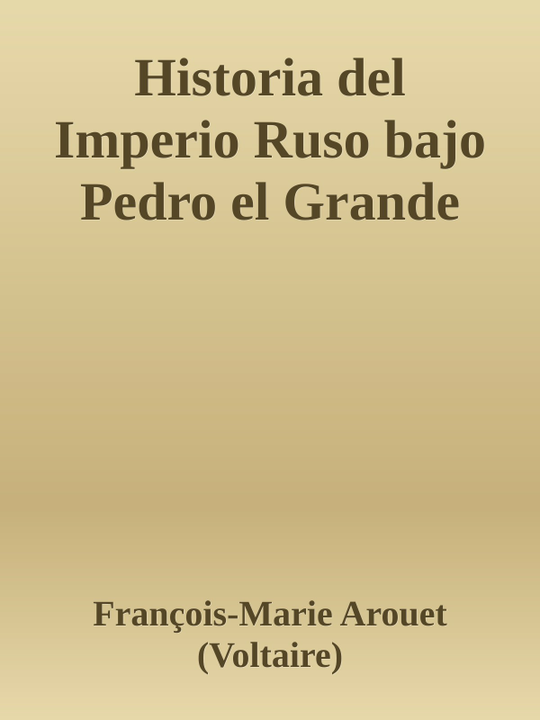 Historia del
Imperio Ruso bajo
Pedro el Grande
François-Marie Arouet
(Voltaire)